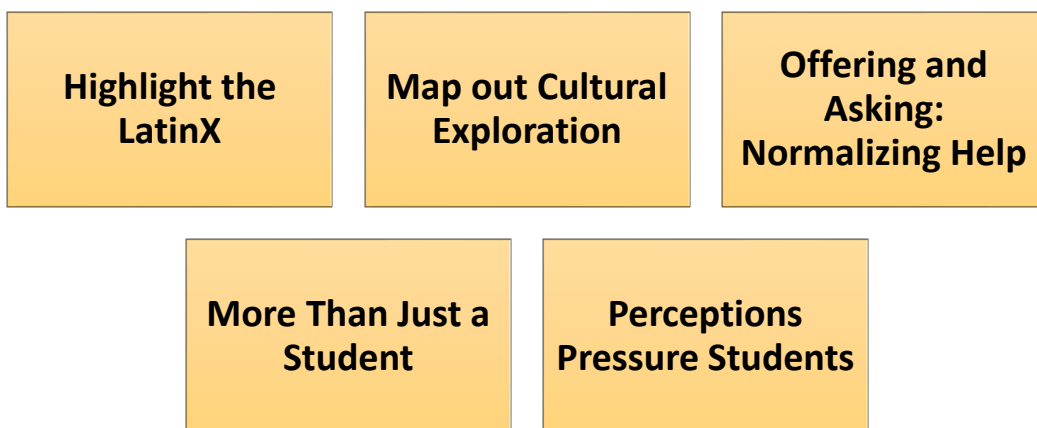 Highlight the
LatinX
Map out Cultural
Exploration
Offering and
Asking:
Normalizing Help
More Than Just a
Student
Perceptions
Pressure Students